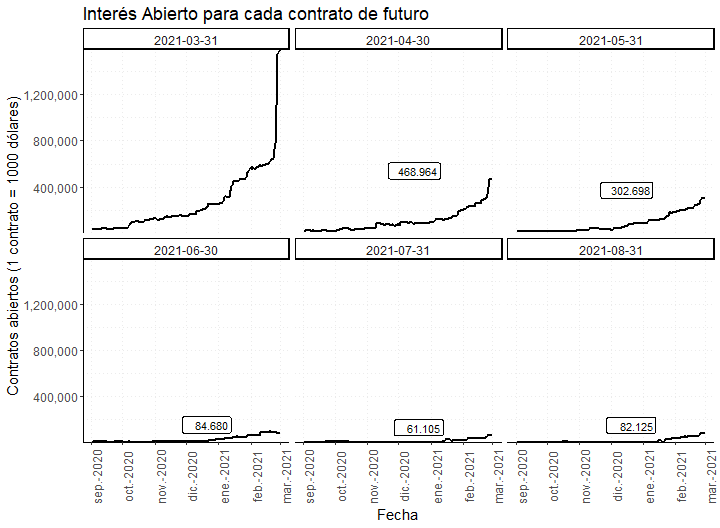 Interés Abierto para cada contrato de futuro
2021-03-31
2021-04-30
2021-05-31
1,200,000
800,000
400,000
468.964
302.698
2021-06-30
2021-07-31
2021-08-31
1,200,000
800,000
400,000
84.680
61.105
82.125
Contratos abiertos (1 contrato = 1000 dólares)
sep.-2020
oct.-2020
nov.-2020
dic.-2020
ene.-2021
feb.-2021
mar.-2021
sep.-2020
oct.-2020
nov.-2020
dic.-2020
ene.-2021
feb.-2021
mar.-2021
sep.-2020
oct.-2020
nov.-2020
dic.-2020
ene.-2021
feb.-2021
mar.-2021
Fecha